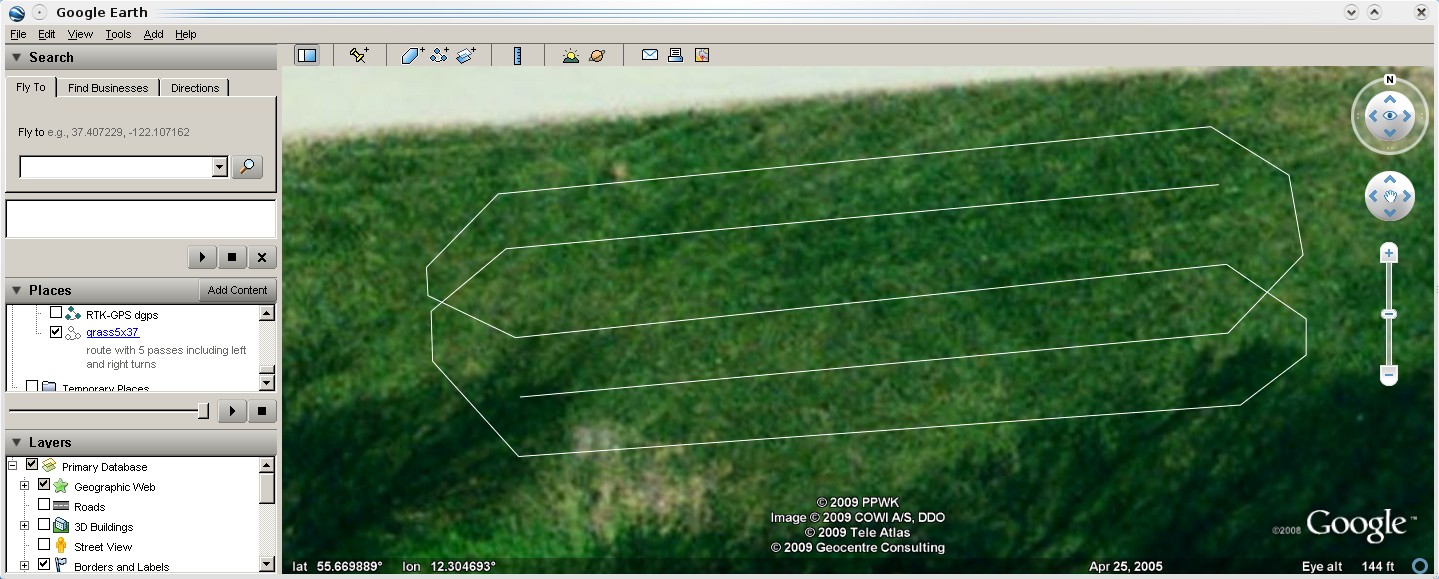 Google Earth
File Edit View Tools Add Help
Search
Fly To Find Businesses Directions
Fly to e.g., 37.407229, -122.107162
Places Add Content
RTK-GPS dgps
grass5x37
route with 5 passes including left
and right turns
Temporary Places
Layers
Primary Database
Geographic Web
Roads
3D Buildings
Street View
Borders and Labels
N
© 2009 PPWK
Image © 2009 COWI A/S, DDO
© 2009 Tele Atlas
© 2009 Geocentre Consulting
©2008 Google™
lat 55.669889° lon 12.304693° Apr 25, 2005 Eye alt 144 ft